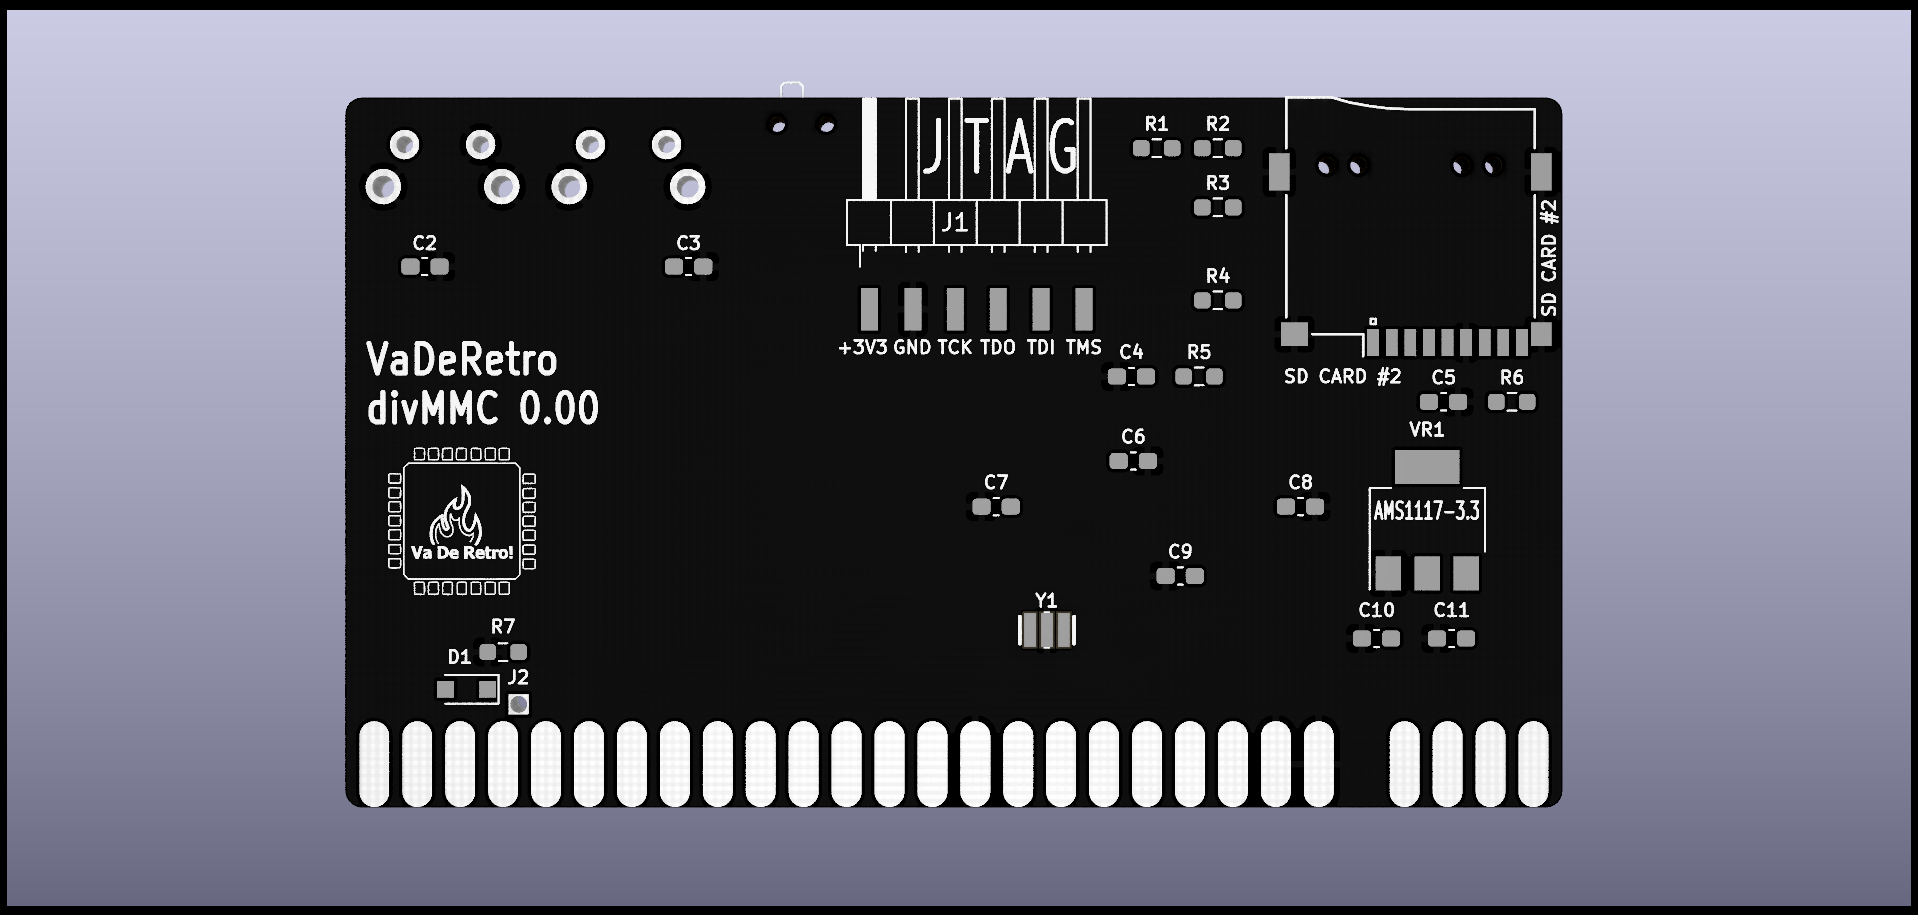 JTAG
R1
R2
R3
J1
C2
C3
R4
SD CARD #2
+3V3 GND TCK TDO TDI TMS
VaDeRetro
divMMC 0.00
C4
R5
SD CARD #2
C5
R6
VR1
C6
C7
C8
AMS1117-3.3
Va De Retro!
C9
Y1
C10
C11
R7
D1
J2